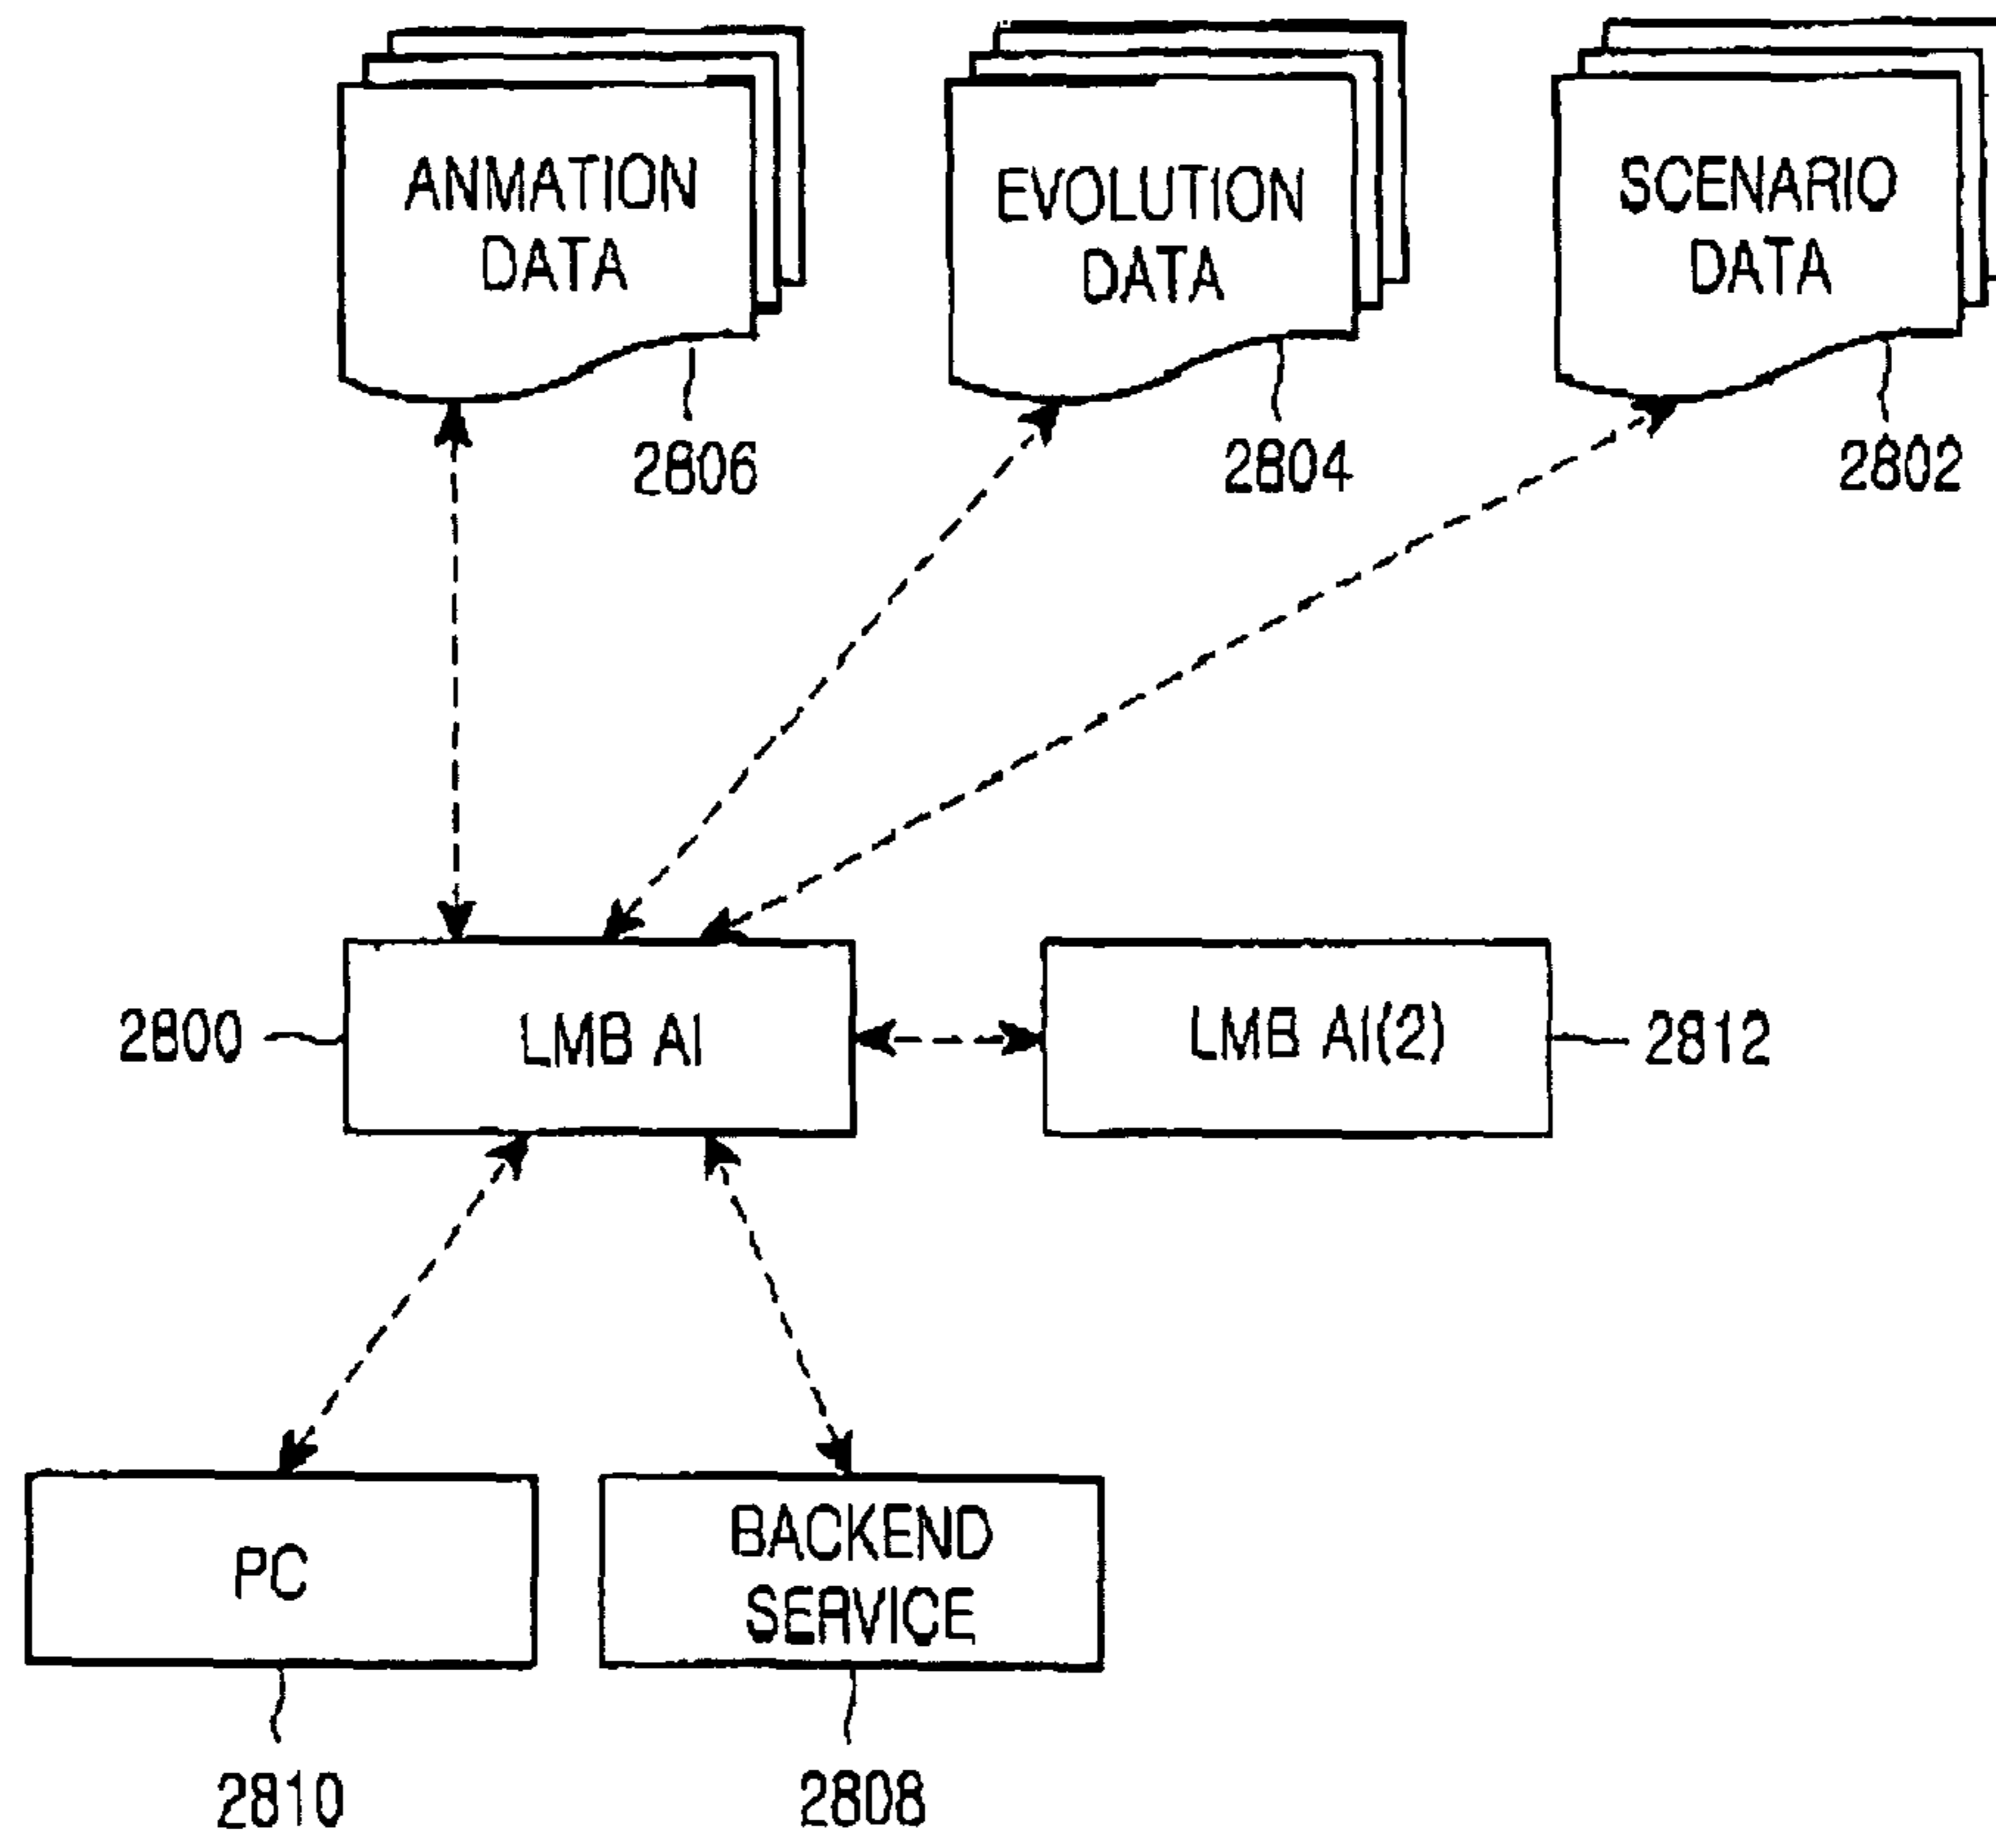 ANMATION
DATA
EVOLUTION
DATA
SCENARIO
DATA
2806
2804
2802
2800
LMB AI
LMB AI(2)
2812
PC
BACKEND
SERVICE
2810
2808